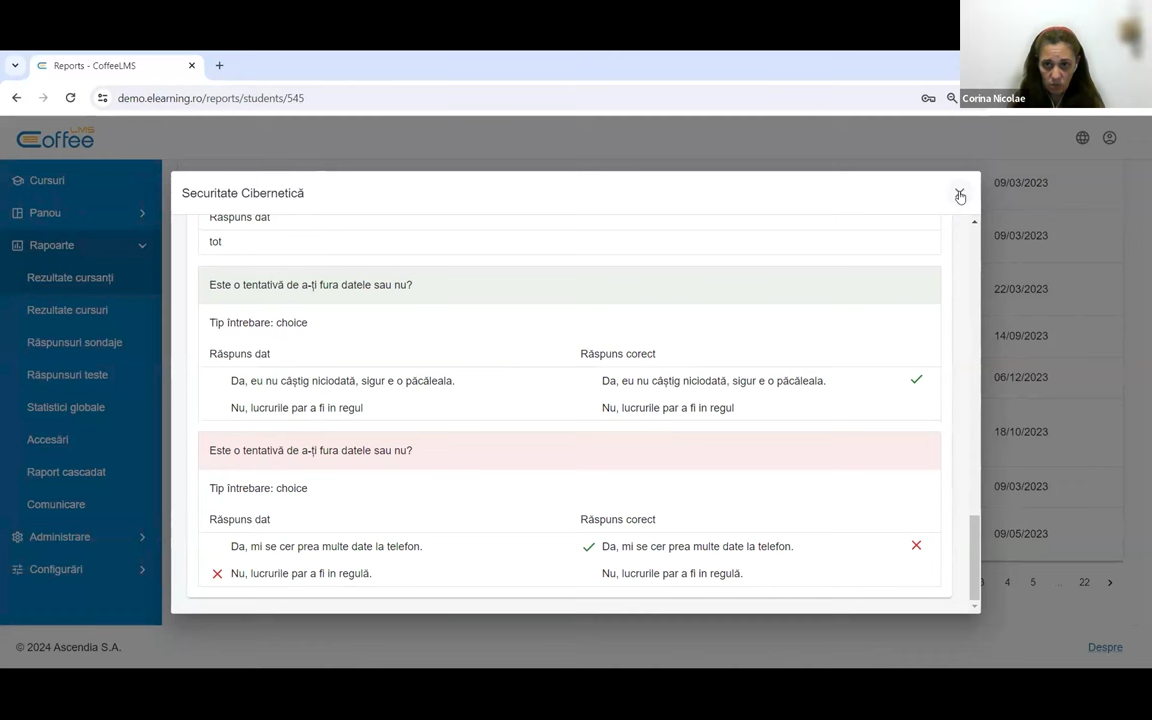 Reports - CoffeeLMS
demo.elearning.ro/reports/students/545
Corina Nicolae
Coffee LMS
Cursuri
Panou
Rapoarte
Rezultate cursanți
Rezultate cursuri
Răspunsuri sondaje
Răspunsuri teste
Statistici globale
Accesări
Raport cascadat
Comunicare
Administrare
Configurări
Securitate Cibernetică
Răspuns dat
tot
Este o tentativă de a-ți fura datele sau nu?
Tip întrebare: choice
Răspuns dat Răspuns corect
Da, eu nu câștig niciodată, sigur e o păcăleala. Da, eu nu câștig niciodată, sigur e o păcăleala.
Nu, lucrurile par a fi in regul Nu, lucrurile par a fi in regul
Este o tentativă de a-ți fura datele sau nu?
Tip întrebare: choice
Răspuns dat Răspuns corect
Da, mi se cer prea multe date la telefon. Da, mi se cer prea multe date la telefon.
Nu, lucrurile par a fi in regulă. Nu, lucrurile par a fi in regulă.
09/03/2023
09/03/2023
22/03/2023
14/09/2023
06/12/2023
18/10/2023
09/03/2023
09/05/2023
3 4 5 .. 22
© 2024 Ascendia S.A. Despre